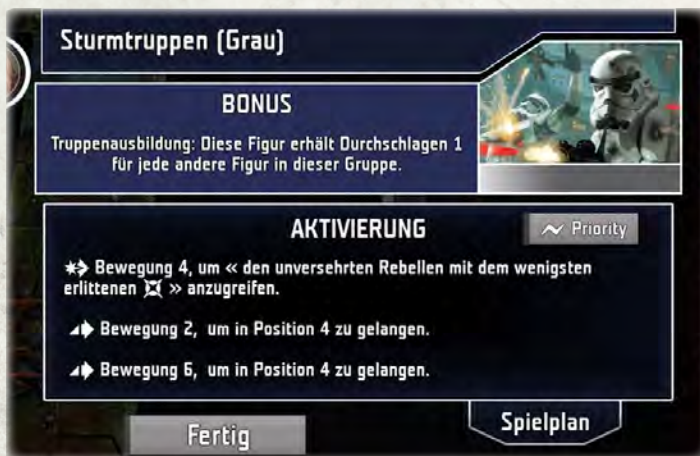 Sturmtruppen (Grau)
BONUS
Truppenausbildung: Diese Figur erhält Durchschlagen 1
für jede andere Figur in dieser Gruppe.
AKTIVIERUNG
Priority
Bewegung 4, um « den unversehrten Rebellen mit dem wenigsten
erlittenen » anzugreifen.
Bewegung 2, um in Position 4 zu gelangen.
Bewegung 6, um in Position 4 zu gelangen.
Fertig
Spielplan